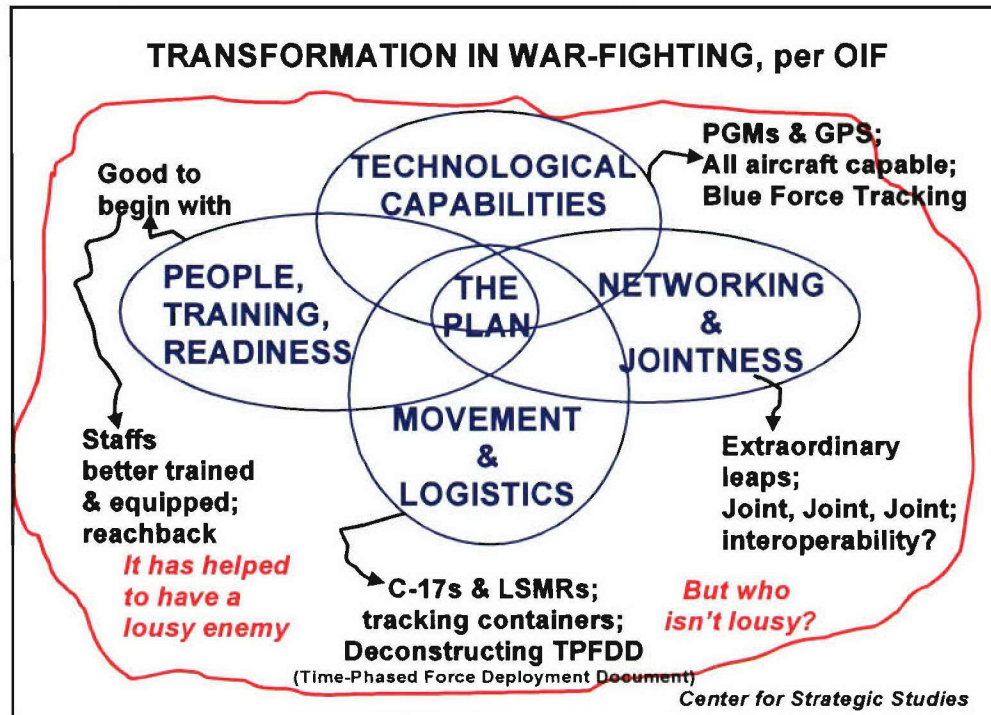 TRANSFORMATION IN WAR-FIGHTING, per OIF
TECHNOLOGICAL
CAPABILITIES
PGMs & GPS;
All aircraft capable;
Blue Force Tracking
Good to
begin with
PEOPLE,
TRAINING,
READINESS
THE
PLAN
NETWORKING
&
JOINTNESS
MOVEMENT
&
LOGISTICS
Staffs
better trained
& equipped;
reachback
Extraordinary
leaps;
Joint, Joint, Joint;
interoperability?
It has helped
to have a
lousy enemy
C-17s & LSMRs;
tracking containers;
Deconstructing TPFDD
(Time-Phased Force Deployment Document)
But who
isn't lousy?
Center for Strategic Studies